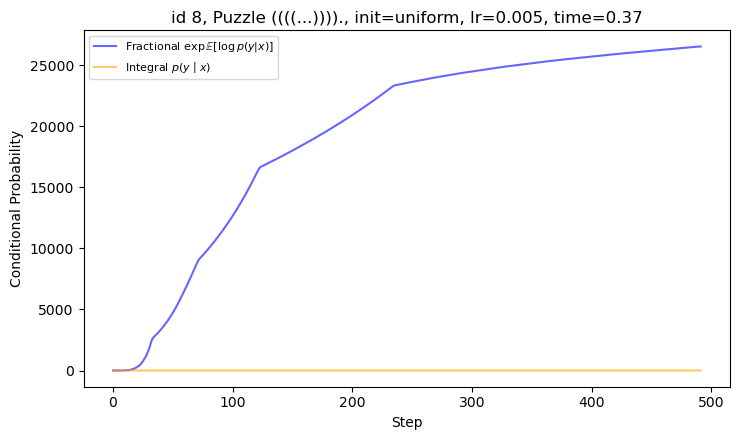 id 8, Puzzle ((((...))))., init=uniform, lr=0.005, time=0.37
Fractional exp𝔼[log p(y|x)]
Integral p(y | x)
Conditional Probability
25000
20000
15000
10000
5000
0
0 100 200 300 400 500
Step